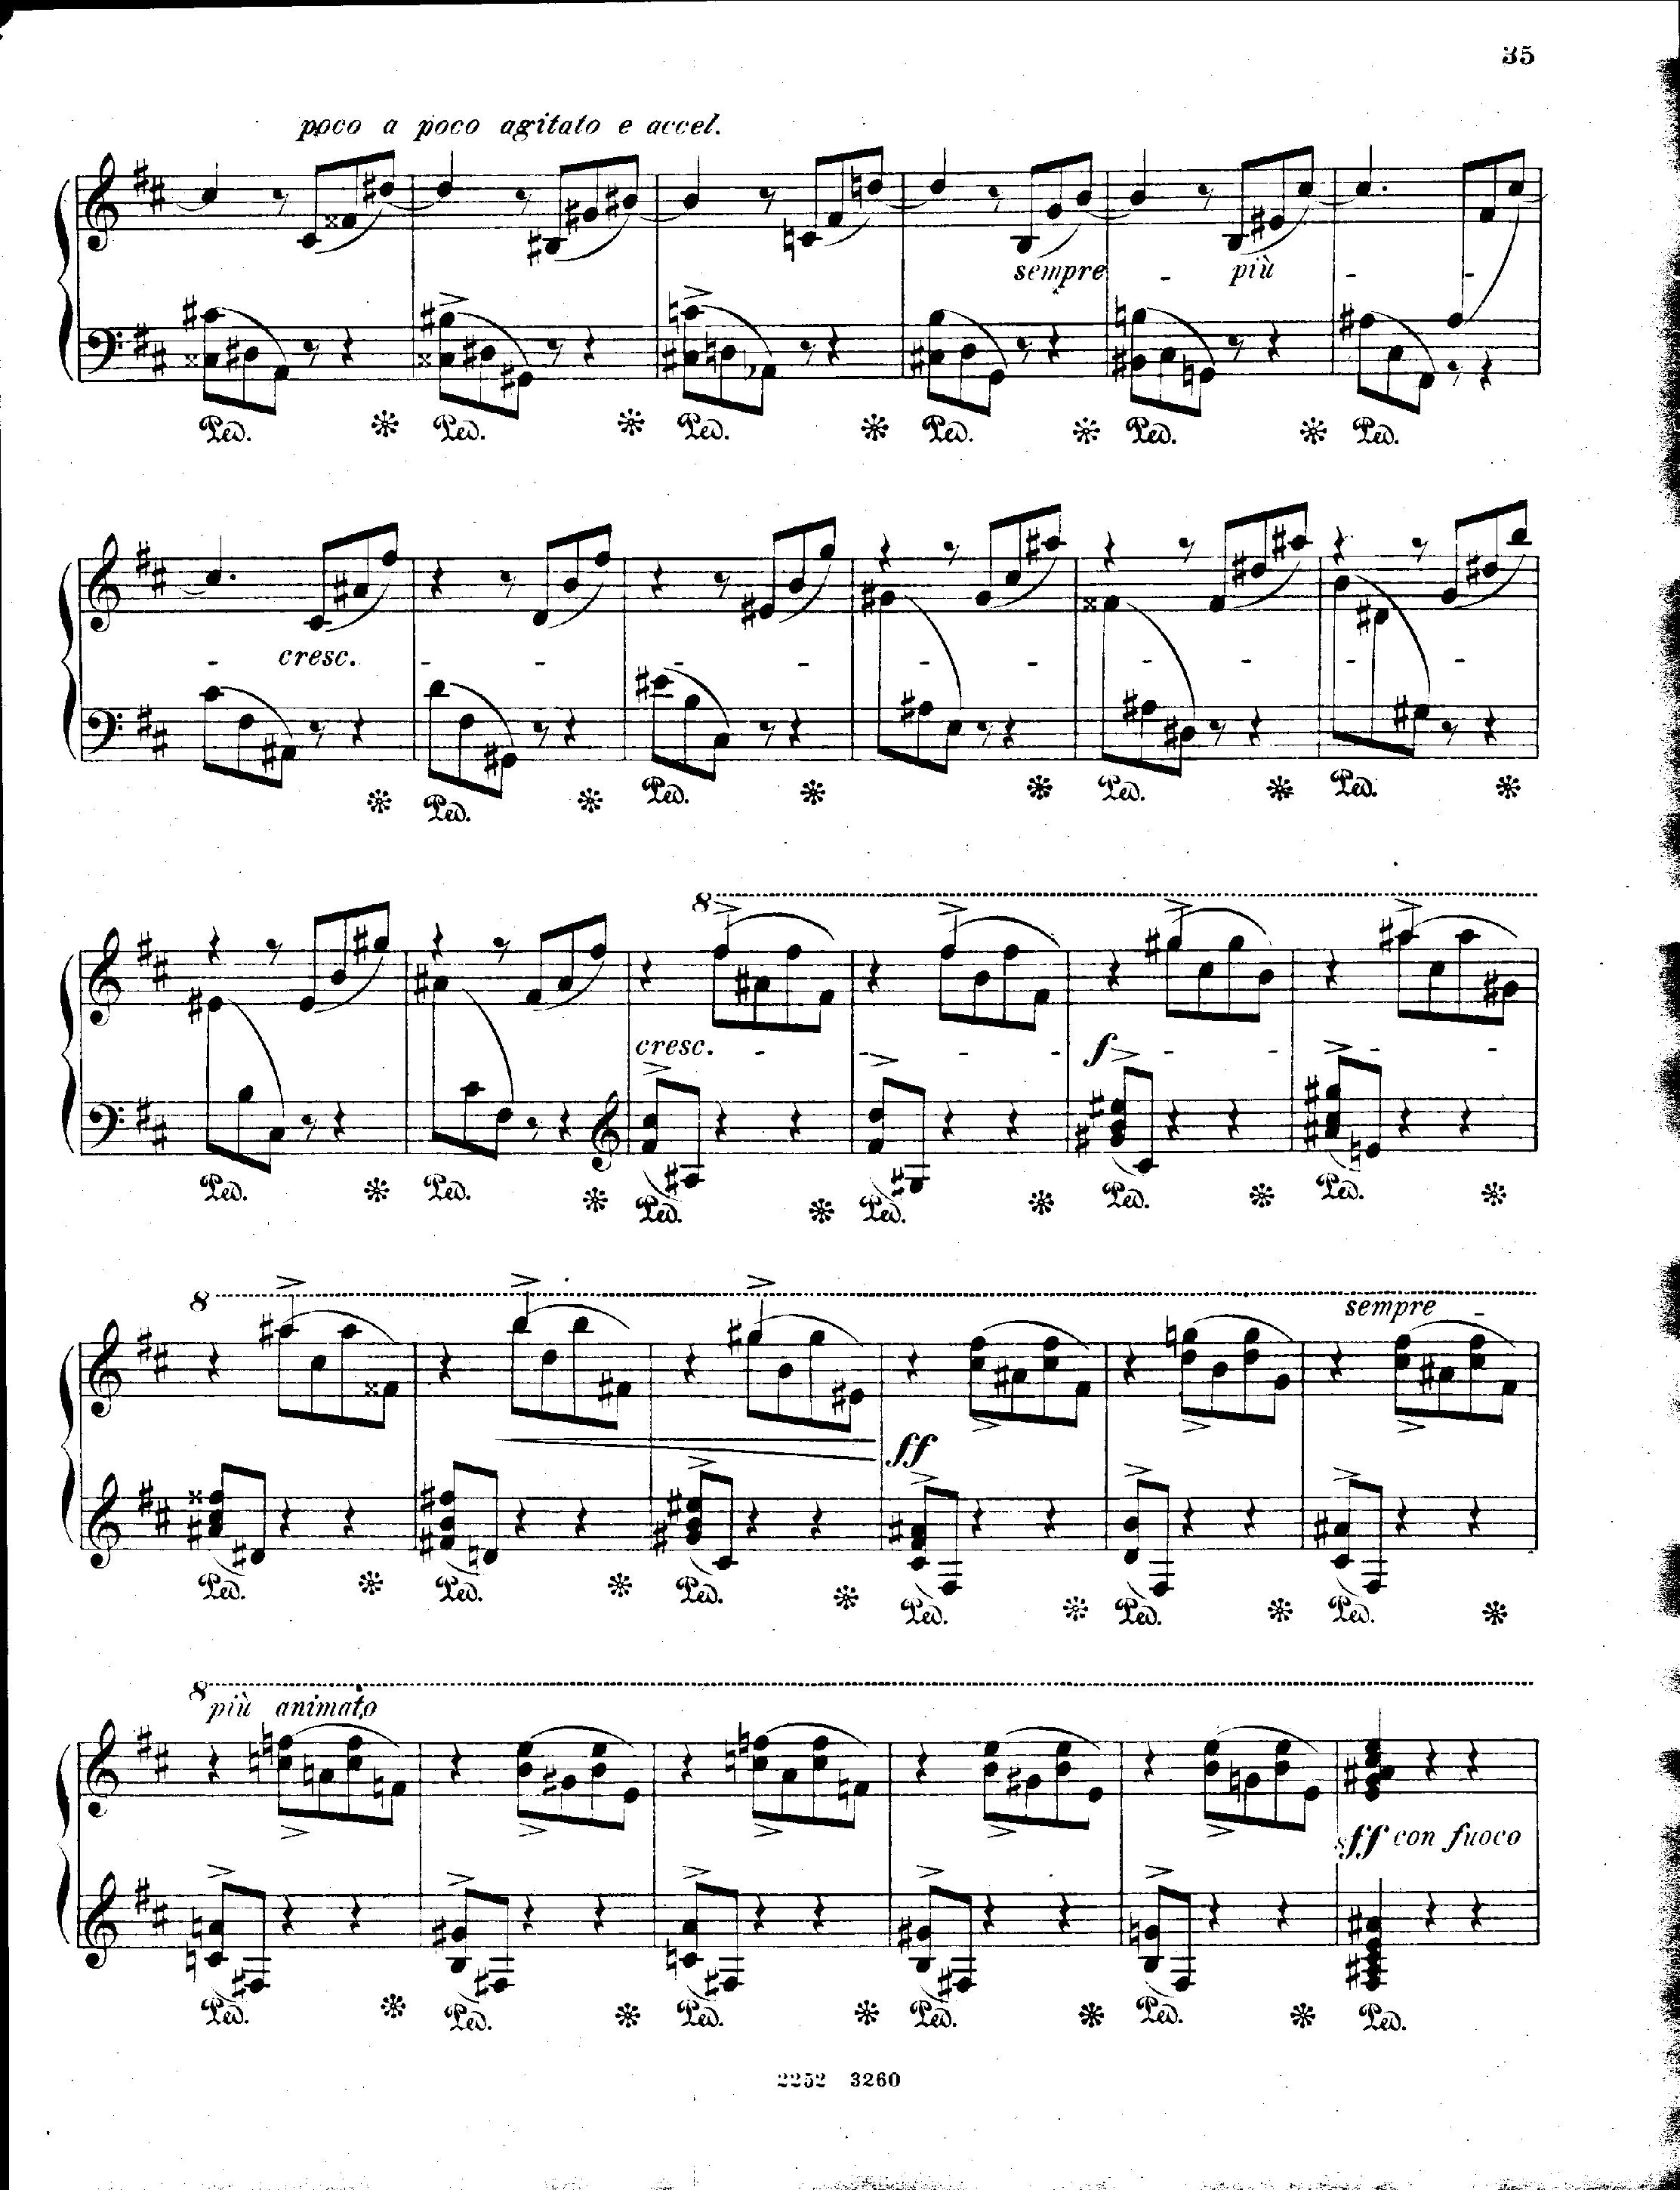 35
poco a poco agitato e accel.
sempre - più - -
Ped. Ped. Ped. Ped. Ped. Ped.
- cresc. - - - - - - - - - -
Ped. Ped. Ped. Ped.
8
cresc. - - - - f - - - -
Ped. Ped. Ped. Ped. Ped. Ped.
8
sempre -
ff
Ped. Ped. Ped. Ped. Ped. Ped.
8
più animato
sff con fuoco
Ped. Ped. Ped. Ped. Ped. Ped.
2252 3260